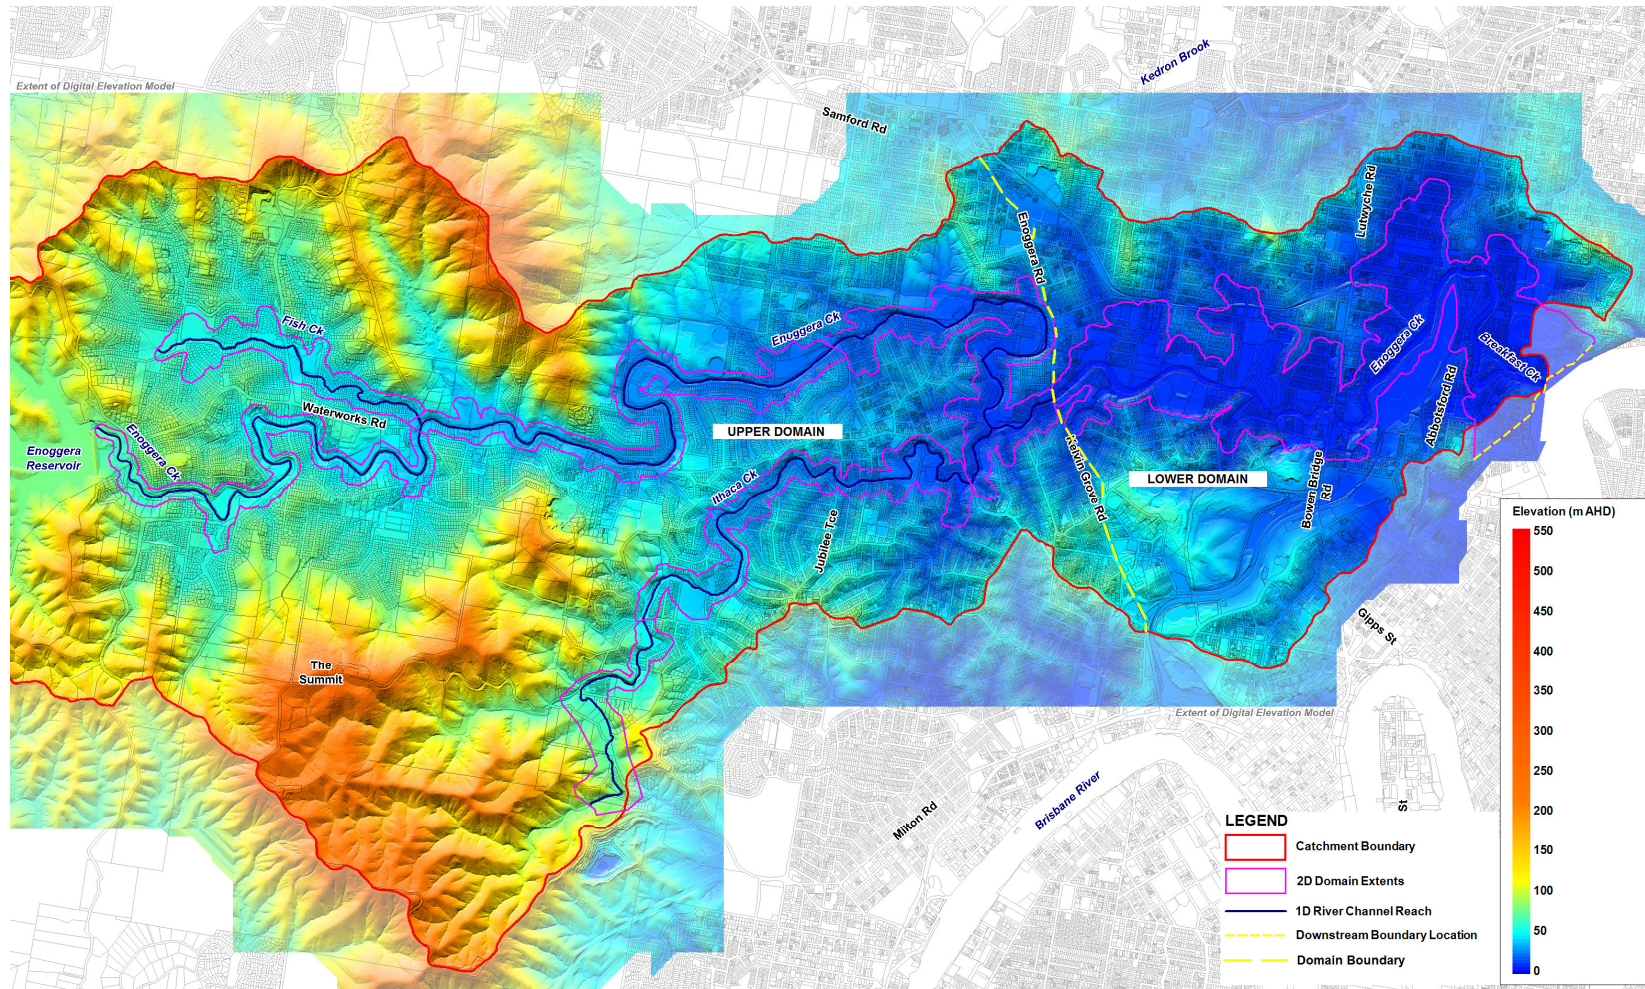 Kedron Brook
Extent of Digital Elevation Model
Samford Rd
Lutwyche Rd
Enoggera Rd
Fish Ck
Enoggera Ck
Enoggera Ck
Breakfast Ck
Waterworks Rd
Abbotsford Rd
UPPER DOMAIN
Enoggera Ck
Enoggera
Reservoir
Kelvin Grove Rd
LOWER DOMAIN
Bowen Bridge
Rd
Ithaca Ck
Jubilee Tce
Elevation (m AHD)
550
500
450
400
350
300
250
200
150
100
50
0
Gipps St
The
Summit
Extent of Digital Elevation Model
Brisbane River
Milton Rd
St
LEGEND
Catchment Boundary
2D Domain Extents
1D River Channel Reach
Downstream Boundary Location
Domain Boundary